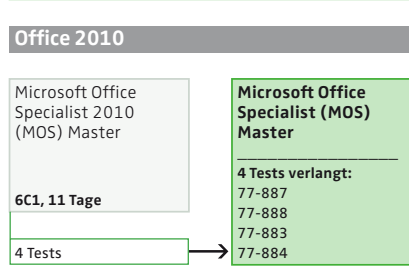 Office 2010
Microsoft Office
Specialist 2010
(MOS) Master
6C1, 11 Tage
4 Tests
Microsoft Office
Specialist (MOS)
Master
4 Tests verlangt:
77-887
77-888
77-883
77-884